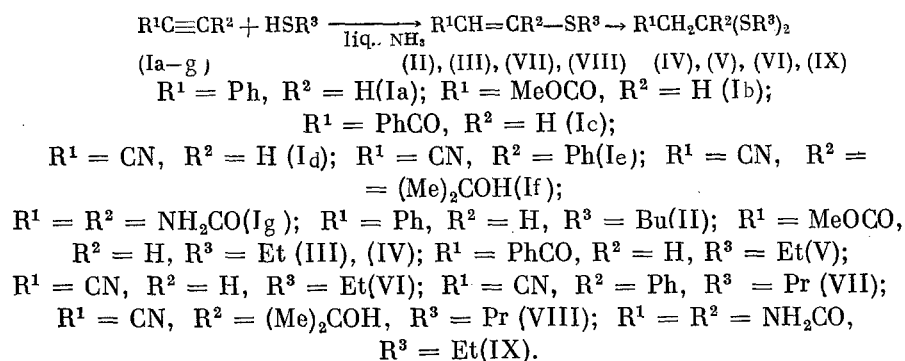 R¹C≡CR² + HSR³ ⟶ R¹CH=CR²—SR³ → R¹CH₂CR²(SR³)₂
liq.. NH₃
(Ia–g) (II), (III), (VII), (VIII) (IV), (V), (VI), (IX)
R¹ = Ph, R² = H(Ia); R¹ = MeOCO, R² = H (Ib);
R¹ = PhCO, R² = H (Ic);
R¹ = CN, R² = H (Id); R¹ = CN, R² = Ph(Ie); R¹ = CN, R² =
= (Me)₂COH(If);
R¹ = R² = NH₂CO(Ig); R¹ = Ph, R² = H, R³ = Bu(II); R¹ = MeOCO,
R² = H, R³ = Et (III), (IV); R¹ = PhCO, R² = H, R³ = Et(V);
R¹ = CN, R² = H, R³ = Et(VI); R¹ = CN, R² = Ph, R³ = Pr (VII);
R¹ = CN, R² = (Me)₂COH, R³ = Pr (VIII); R¹ = R² = NH₂CO,
R³ = Et(IX).